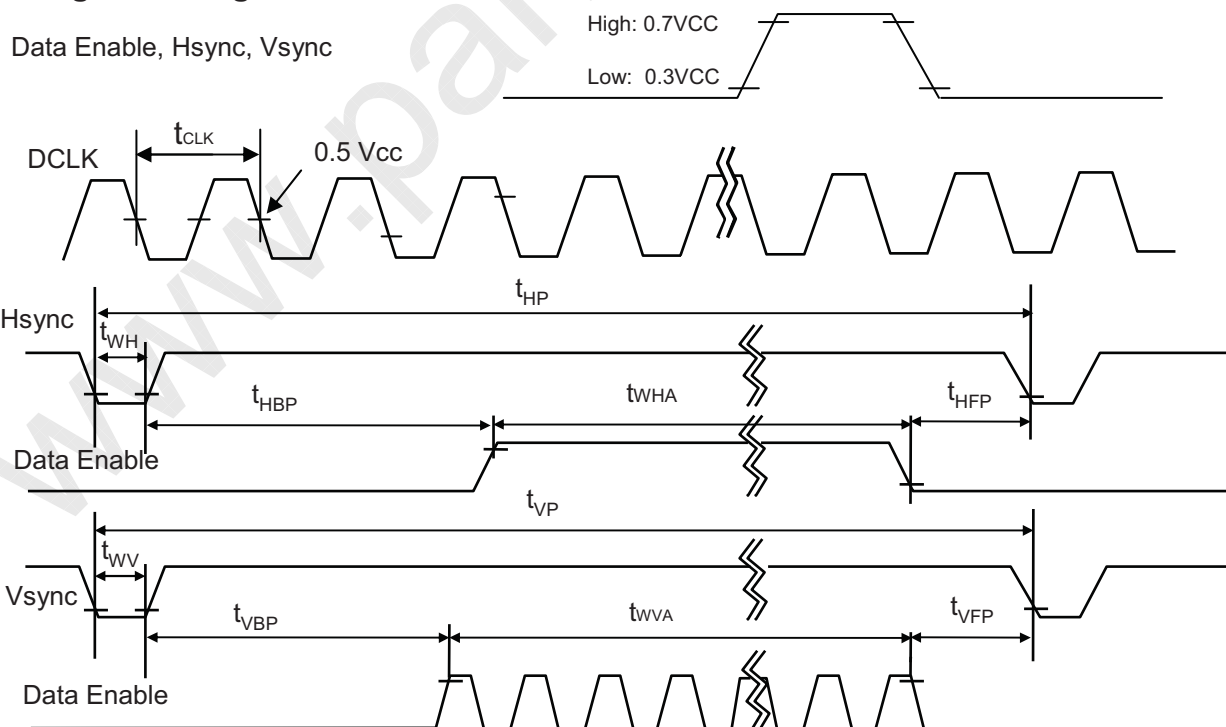 High: 0.7VCC
Data Enable, Hsync, Vsync
Low: 0.3VCC
tCLK
DCLK
0.5 Vcc
tHP
Hsync
tWH
tHBP
tWHA
tHFP
Data Enable
tVP
tWV
Vsync
tVBP
tWVA
tVFP
Data Enable